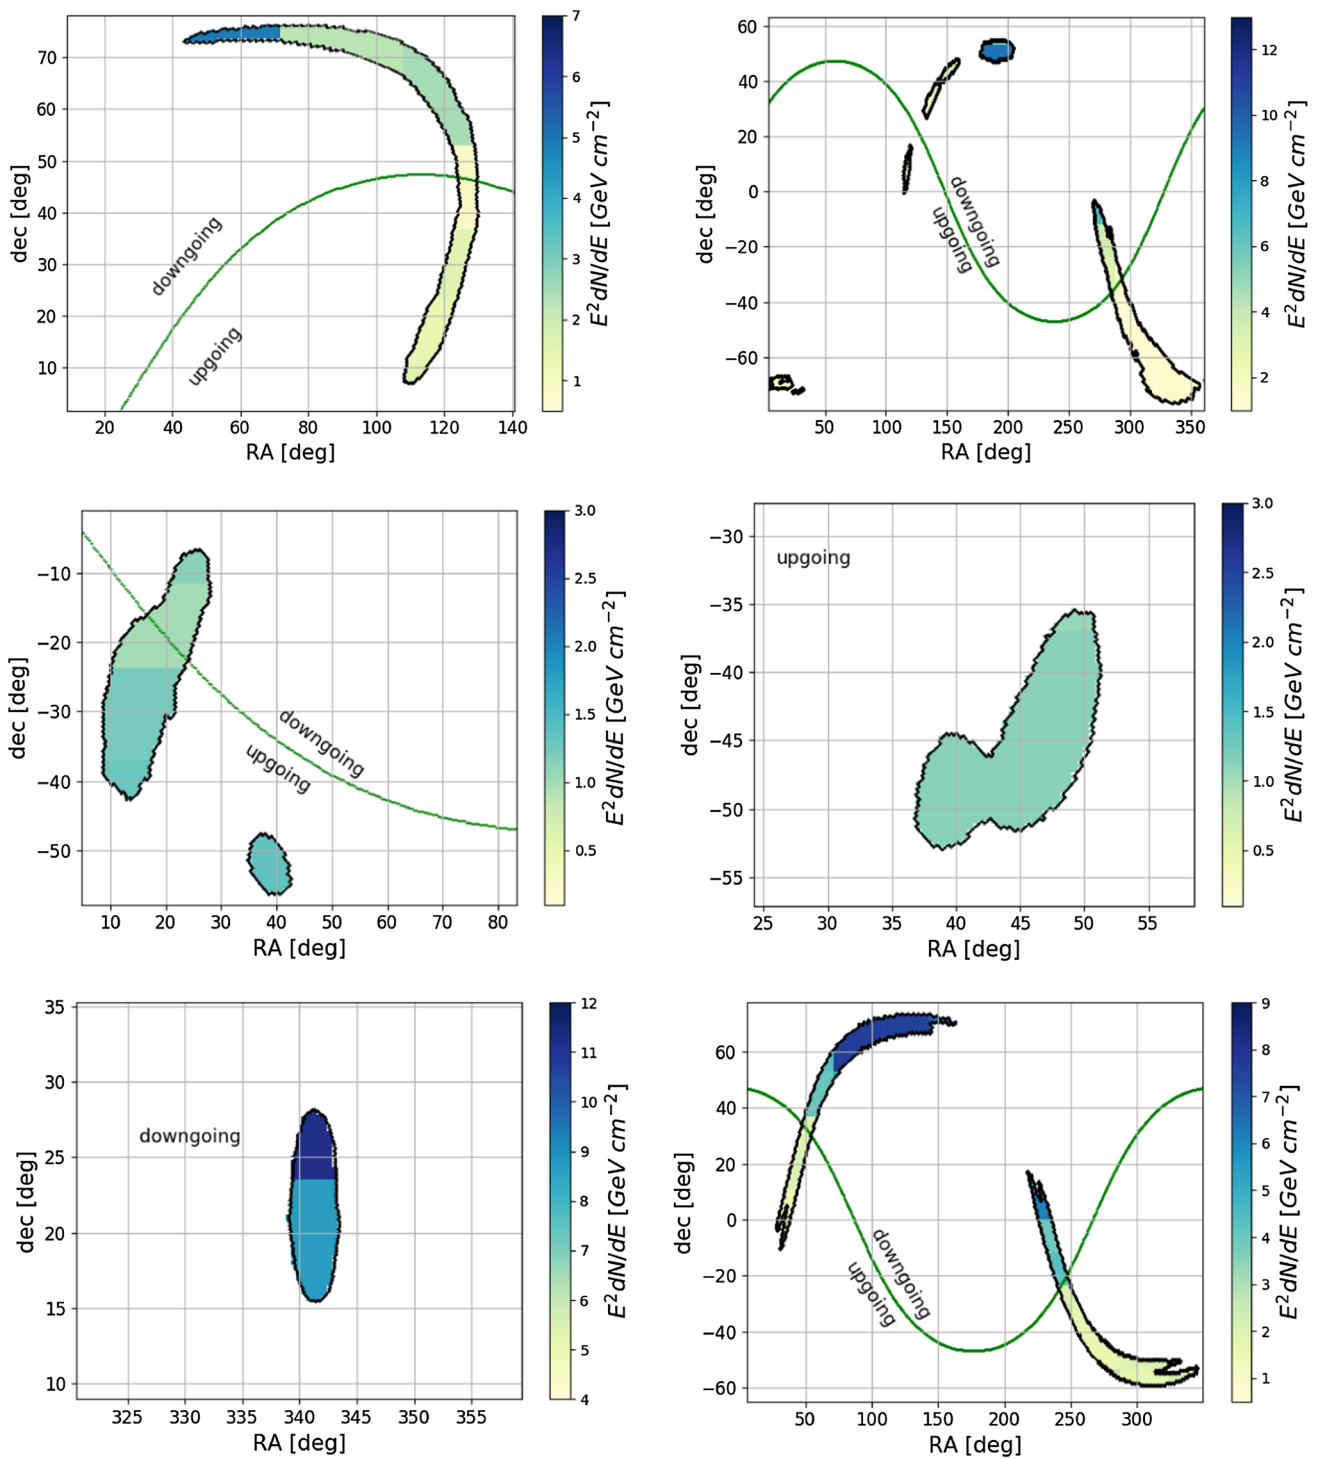 70
60
50
40
30
20
10
dec [deg]
downgoing
upgoing
20 40 60 80 100 120 140
RA [deg]
7
6
5
4
3
2
1
E²dN/dE [GeV cm⁻²]
60
40
20
0
−20
−40
−60
dec [deg]
downgoing
upgoing
50 100 150 200 250 300 350
RA [deg]
12
10
8
6
4
2
E²dN/dE [GeV cm⁻²]
−10
−20
−30
−40
−50
dec [deg]
downgoing
upgoing
10 20 30 40 50 60 70 80
RA [deg]
3.0
2.5
2.0
1.5
1.0
0.5
E²dN/dE [GeV cm⁻²]
−30
−35
−40
−45
−50
−55
dec [deg]
upgoing
25 30 35 40 45 50 55
RA [deg]
3.0
2.5
2.0
1.5
1.0
0.5
E²dN/dE [GeV cm⁻²]
35
30
25
20
15
10
dec [deg]
downgoing
325 330 335 340 345 350 355
RA [deg]
12
11
10
9
8
7
6
5
4
E²dN/dE [GeV cm⁻²]
60
40
20
0
−20
−40
−60
dec [deg]
downgoing
upgoing
50 100 150 200 250 300
RA [deg]
9
8
7
6
5
4
3
2
1
E²dN/dE [GeV cm⁻²]